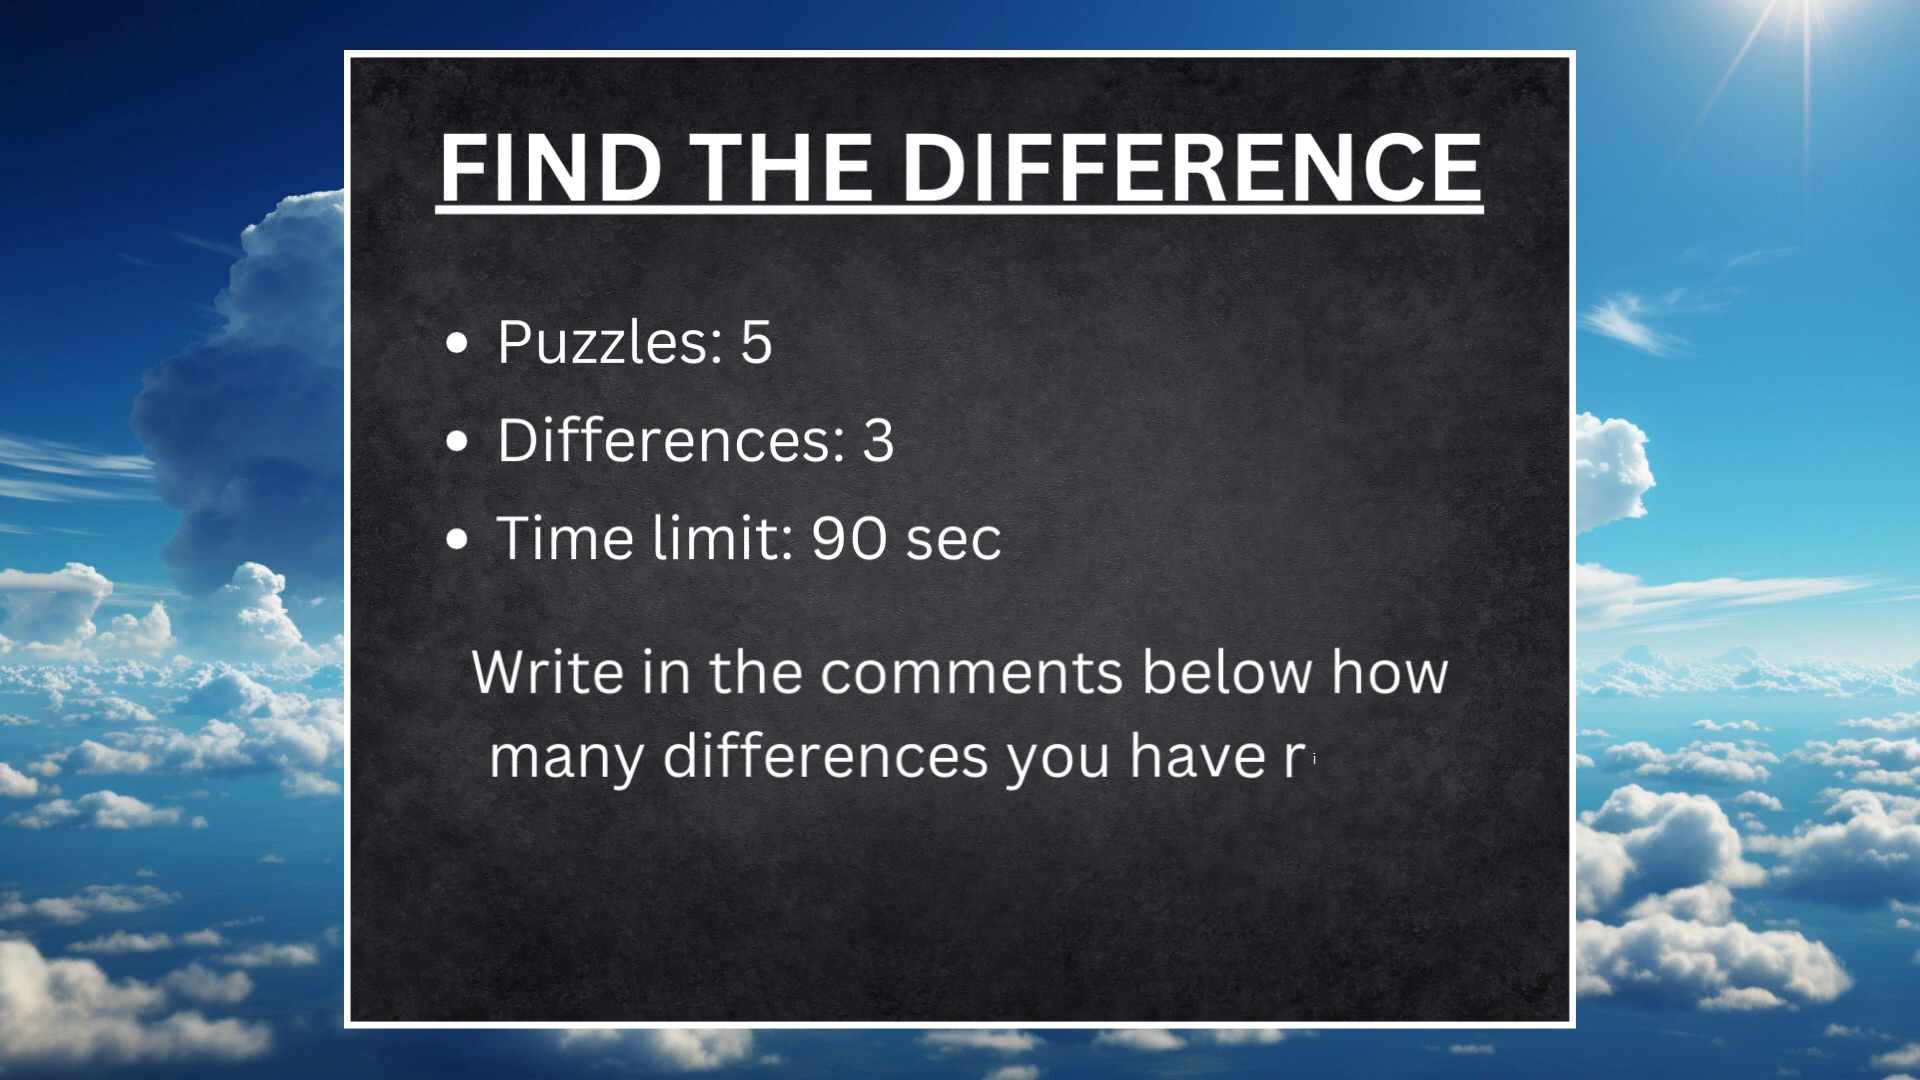 FIND THE DIFFERENCE
• Puzzles: 5
• Differences: 3
• Time limit: 90 sec
Write in the comments below how
many differences you have ri